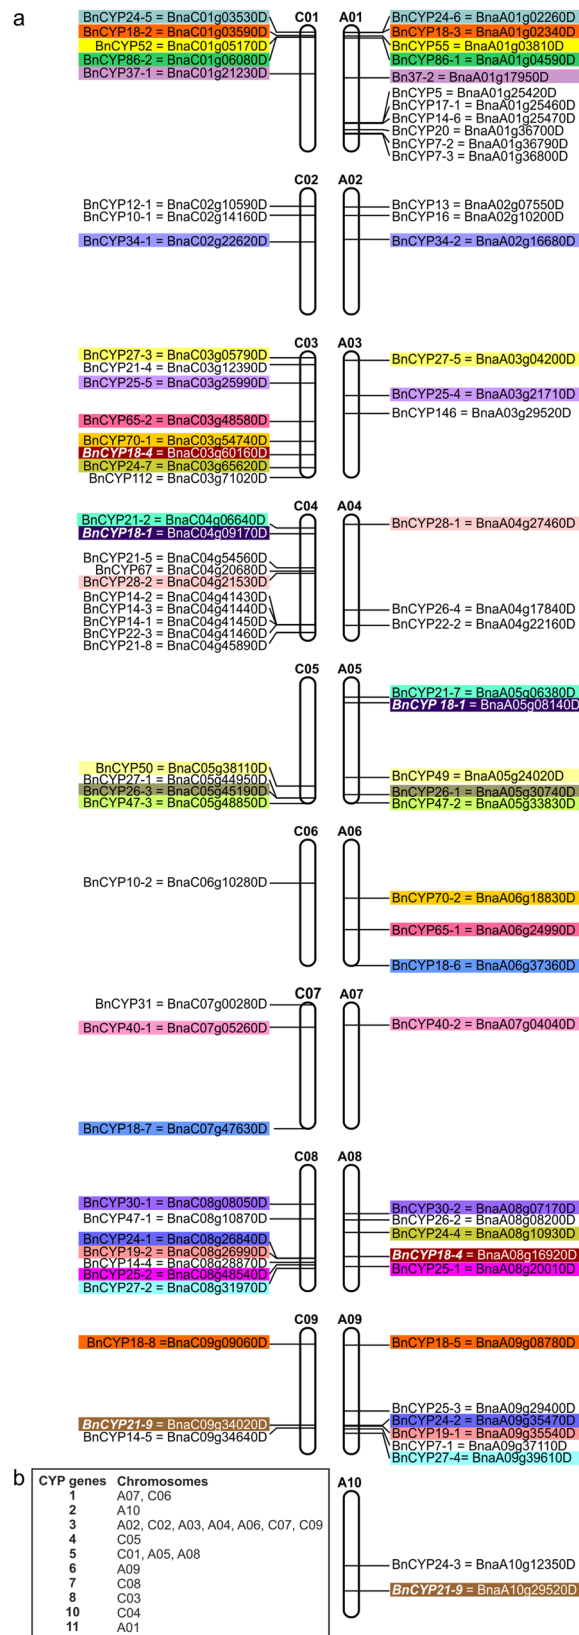 a
C01 A01
BnCYP24-5 = BnaC01g03530D
BnCYP18-2 = BnaC01g03590D
BnCYP52 = BnaC01g05170D
BnCYP86-2 = BnaC01g06080D
BnCYP37-1 = BnaC01g21230D
BnCYP24-6 = BnaA01g02260D
BnCYP18-3 = BnaA01g02340D
BnCYP55 = BnaA01g03810D
BnCYP86-1 = BnaA01g04590D
Bn37-2 = BnaA01g17950D
BnCYP5 = BnaA01g25420D
BnCYP17-1 = BnaA01g25460D
BnCYP14-6 = BnaA01g25470D
BnCYP20 = BnaA01g36700D
BnCYP7-2 = BnaA01g36790D
BnCYP7-3 = BnaA01g36800D
C02 A02
BnCYP12-1 = BnaC02g10590D
BnCYP10-1 = BnaC02g14160D
BnCYP34-1 = BnaC02g22620D
BnCYP13 = BnaA02g07550D
BnCYP16 = BnaA02g10200D
BnCYP34-2 = BnaA02g16680D
C03 A03
BnCYP27-3 = BnaC03g05790D
BnCYP21-4 = BnaC03g12390D
BnCYP25-5 = BnaC03g25990D
BnCYP65-2 = BnaC03g48580D
BnCYP70-1 = BnaC03g54740D
BnCYP18-4 = BnaC03g60160D
BnCYP24-7 = BnaC03g65620D
BnCYP112 = BnaC03g71020D
BnCYP27-5 = BnaA03g04200D
BnCYP25-4 = BnaA03g21710D
BnCYP146 = BnaA03g29520D
C04 A04
BnCYP21-2 = BnaC04g06640D
BnCYP18-1 = BnaC04g09170D
BnCYP21-5 = BnaC04g54560D
BnCYP67 = BnaC04g20680D
BnCYP28-2 = BnaC04g21530D
BnCYP14-2 = BnaC04g41430D
BnCYP14-3 = BnaC04g41440D
BnCYP14-1 = BnaC04g41450D
BnCYP22-3 = BnaC04g41460D
BnCYP21-8 = BnaC04g45890D
BnCYP28-1 = BnaA04g27460D
BnCYP26-4 = BnaA04g17840D
BnCYP22-2 = BnaA04g22160D
C05 A05
BnCYP50 = BnaC05g38110D
BnCYP27-1 = BnaC05g44950D
BnCYP26-3 = BnaC05g45190D
BnCYP47-3 = BnaC05g48850D
BnCYP21-7 = BnaA05g06380D
BnCYP 18-1 = BnaA05g08140D
BnCYP49 = BnaA05g24020D
BnCYP26-1 = BnaA05g30740D
BnCYP47-2 = BnaA05g33830D
C06 A06
BnCYP10-2 = BnaC06g10280D
BnCYP70-2 = BnaA06g18830D
BnCYP65-1 = BnaA06g24990D
BnCYP18-6 = BnaA06g37360D
C07 A07
BnCYP31 = BnaC07g00280D
BnCYP40-1 = BnaC07g05260D
BnCYP18-7 = BnaC07g47630D
BnCYP40-2 = BnaA07g04040D
C08 A08
BnCYP30-1 = BnaC08g08050D
BnCYP47-1 = BnaC08g10870D
BnCYP24-1 = BnaC08g26840D
BnCYP19-2 = BnaC08g26990D
BnCYP14-4 = BnaC08g28870D
BnCYP25-2 = BnaC08g48540D
BnCYP27-2 = BnaC08g31970D
BnCYP30-2 = BnaA08g07170D
BnCYP26-2 = BnaA08g08200D
BnCYP24-4 = BnaA08g10930D
BnCYP18-4 = BnaA08g16920D
BnCYP25-1 = BnaA08g20010D
C09 A09
BnCYP18-8 =BnaC09g09060D
BnCYP21-9 = BnaC09g34020D
BnCYP14-5 = BnaC09g34640D
BnCYP18-5 = BnaA09g08780D
BnCYP25-3 = BnaA09g29400D
BnCYP24-2 = BnaA09g35470D
BnCYP19-1 = BnaA09g35540D
BnCYP7-1 = BnaA09g37110D
BnCYP27-4= BnaA09g39610D
A10
BnCYP24-3 = BnaA10g12350D
BnCYP21-9 = BnaA10g29520D
b
CYP genes Chromosomes
1 A07, C06
2 A10
3 A02, C02, A03, A04, A06, C07, C09
4 C05
5 C01, A05, A08
6 A09
7 C08
8 C03
10 C04
11 A01